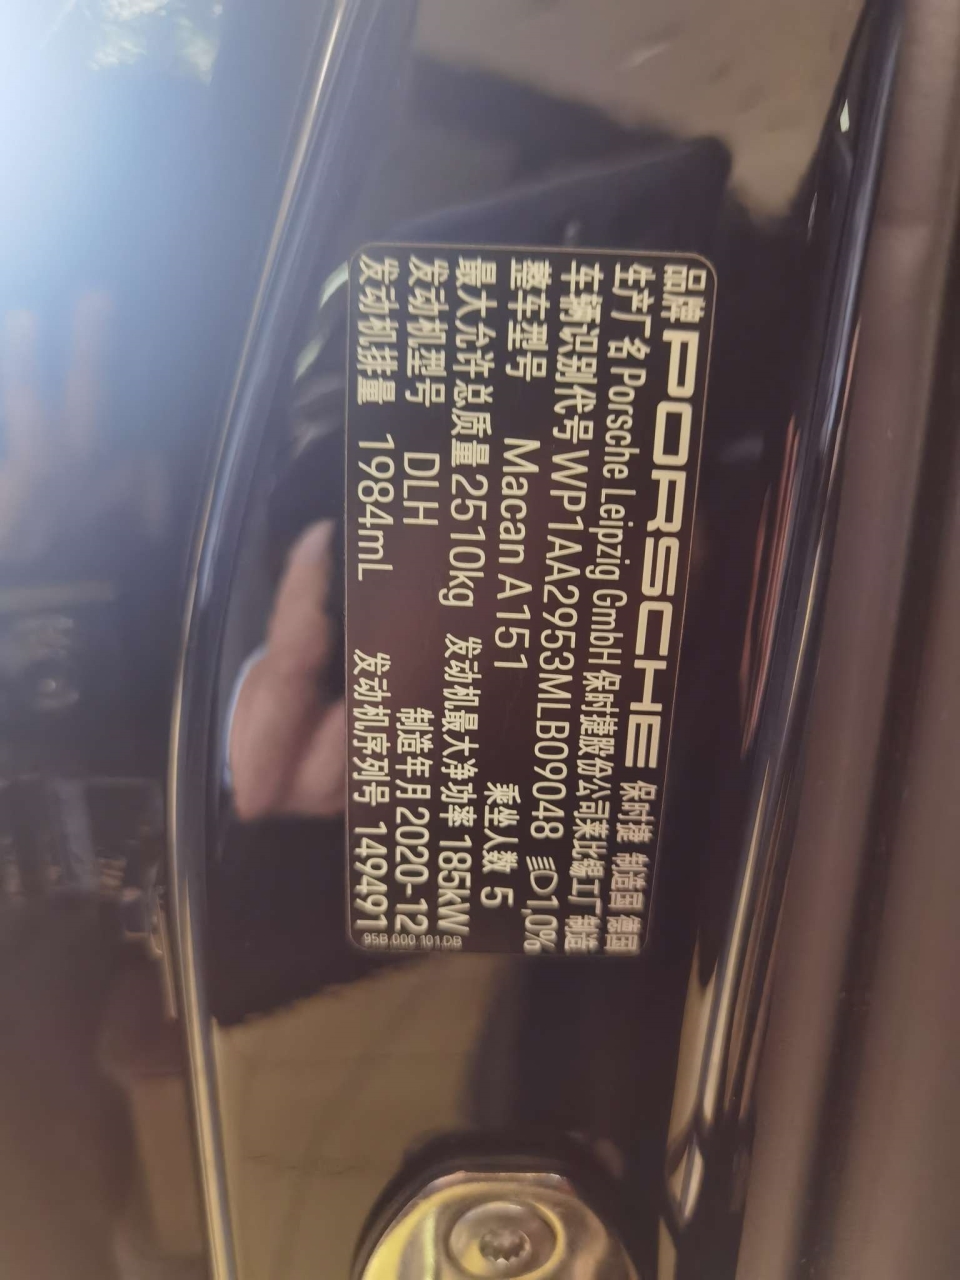 品牌 PORSCHE 保时捷 制造国 德国
生产厂名 Porsche Leipzig GmbH 保时捷股份公司莱比锡工厂 制造
车辆识别代号 WP1AA2953MLB09048 1,0%
整车型号 Macan A151 乘坐人数 5
最大允许总质量 2510kg 发动机最大净功率 185kW
发动机型号 DLH 制造年月 2020-12
发动机排量 1984mL 发动机序列号 149491
95B.000.101.DB